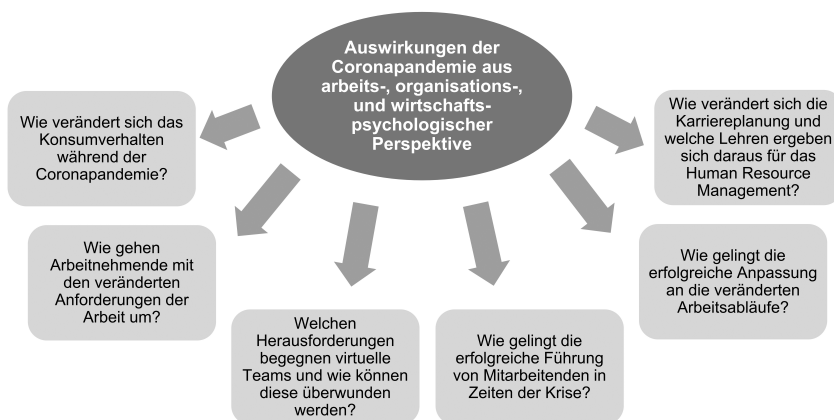 Auswirkungen der
Coronapandemie aus
arbeits-, organisations-,
und wirtschafts-
psychologischer
Perspektive
Wie verändert sich das
Konsumverhalten
während der
Coronapandemie?
Wie gehen
Arbeitnehmende mit
den veränderten
Anforderungen der
Arbeit um?
Welchen
Herausforderungen
begegnen virtuelle
Teams und wie können
diese überwunden
werden?
Wie gelingt die
erfolgreiche Führung
von Mitarbeitenden in
Zeiten der Krise?
Wie gelingt die
erfolgreiche Anpassung
an die veränderten
Arbeitsabläufe?
Wie verändert sich die
Karriereplanung und
welche Lehren ergeben
sich daraus für das
Human Resource
Management?